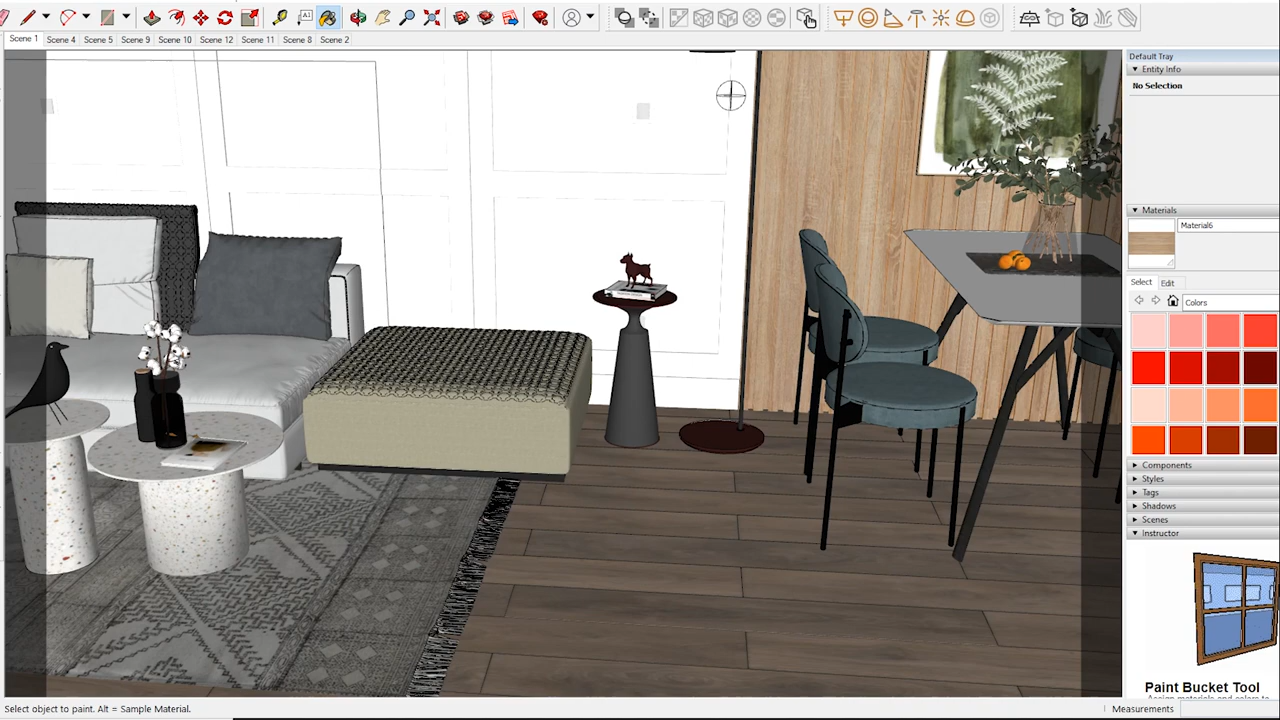 A1
Scene 1 Scene 4 Scene 5 Scene 9 Scene 10 Scene 12 Scene 11 Scene 8 Scene 2
Default Tray
Entity Info
No Selection
Materials
Material6
Select Edit
Colors
Components
Styles
Tags
Shadows
Scenes
Instructor
Paint Bucket Tool
Select object to paint. Alt = Sample Material.
Measurements